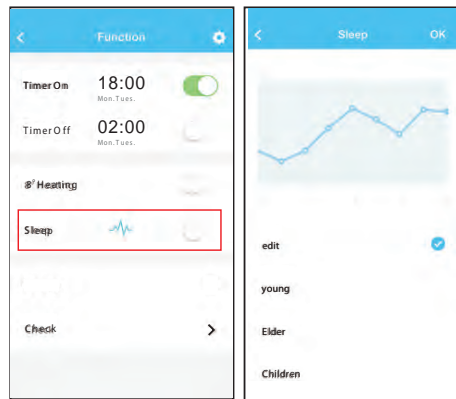 Function
Timer On 18:00
Mon.Tues.
Timer Off 02:00
Mon.Tues.
8° Heating
Sleep
Check
Sleep OK
edit
young
Elder
Children